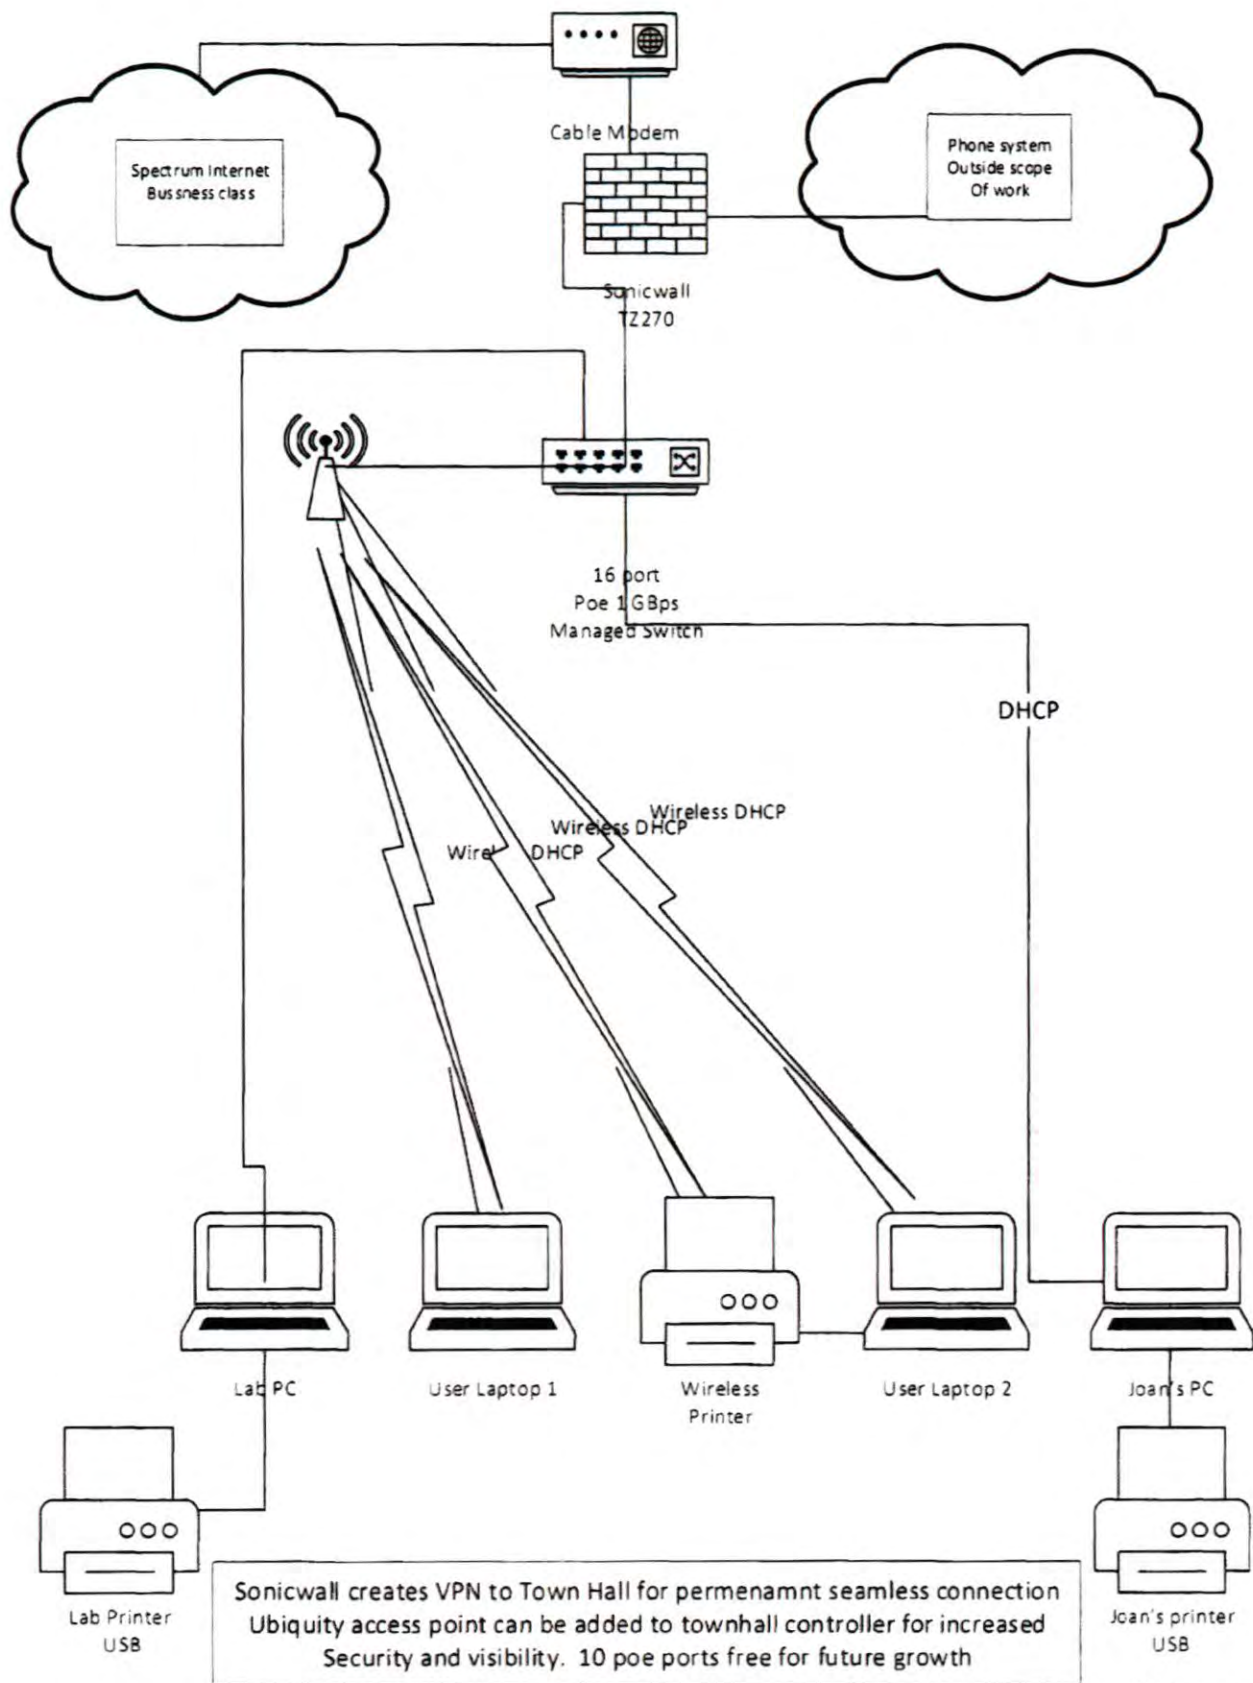 Cable Modem
Spectrum Internet
Bussness class
Phone system
Outside scope
Of work
Sonicwall
TZ270
16 port
Poe 1 GBps
Managed Switch
DHCP
Wireless DHCP
Wireless DHCP
Wirel DHCP
Lab PC
User Laptop 1
Wireless
Printer
User Laptop 2
Joan's PC
Lab Printer
USB
Joan's printer
USB
Sonicwall creates VPN to Town Hall for permenamnt seamless connection
Ubiquity access point can be added to townhall controller for increased
Security and visibility. 10 poe ports free for future growth